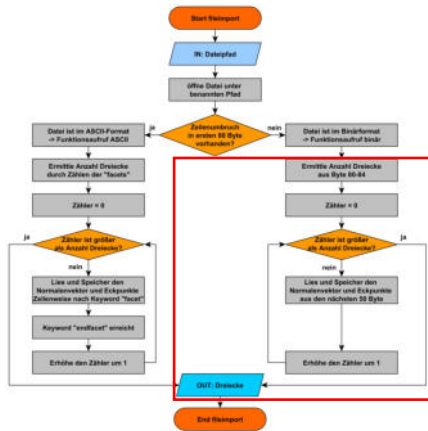 Start fileimport
IN: Dateipfad
öffne Datei unter
benannten Pfad
Zeilenumbruch
in ersten 80 Byte
vorhanden?
ja
nein
Datei ist im ASCII-Format
-> Funktionsaufruf ASCII
Datei ist im Binärformat
-> Funktionsaufruf binär
Ermittle Anzahl Dreiecke
durch Zählen der "facets"
Ermittle Anzahl Dreiecke
aus Byte 80-84
Zähler = 0
Zähler = 0
ja
Zähler ist größer
als Anzahl Dreiecke?
Zähler ist größer
als Anzahl Dreiecke?
ja
nein
nein
Lies und Speicher den
Normalenvektor und Eckpunkte
Zeilenweise nach Keyword "facet"
Lies und Speicher den
Normalenvektor und Eckpunkte
aus den nächsten 50 Byte
Keyword "endfacet" erreicht
Erhöhe den Zähler um 1
Erhöhe den Zähler um 1
OUT: Dreiecke
End fileimport